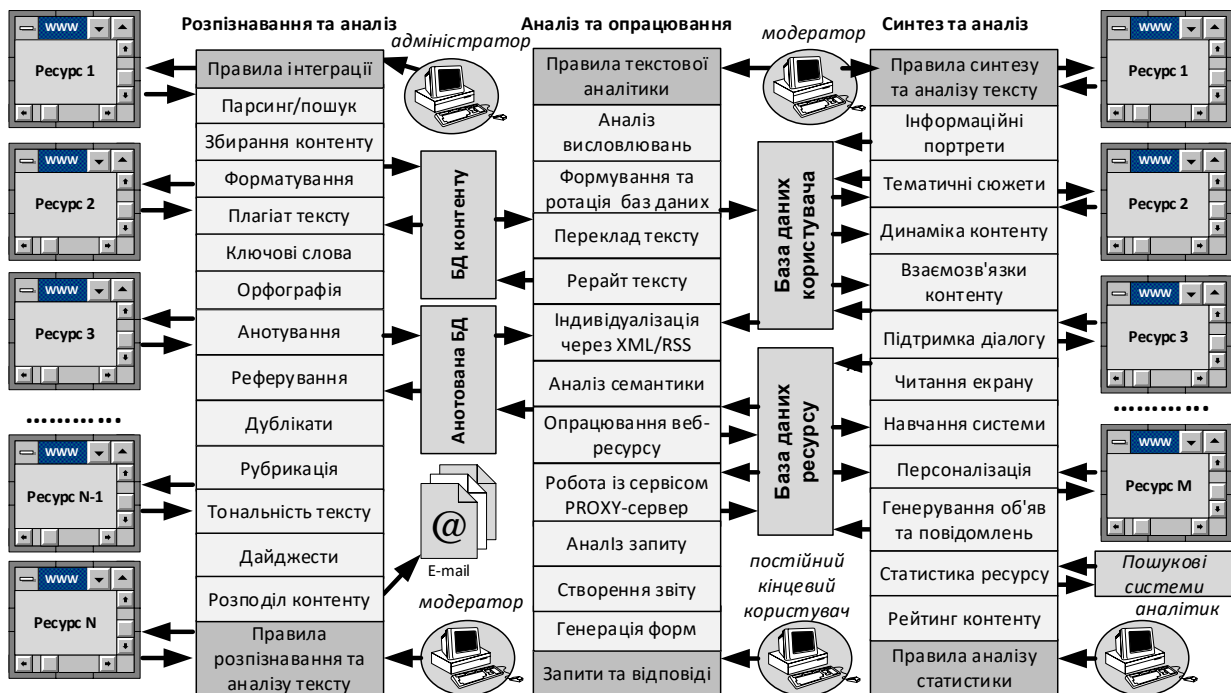 Розпізнавання та аналіз
Аналіз та опрацювання
Синтез та аналіз
WWW
Ресурс 1
WWW
Ресурс 2
WWW
Ресурс 3
............
WWW
Ресурс N-1
WWW
Ресурс N
Правила інтеграції
Парсинг/пошук
Збирання контенту
Форматування
Плагіат тексту
Ключові слова
Орфографія
Анотування
Реферування
Дублікати
Рубрикація
Тональність тексту
Дайджести
Розподіл контенту
Правила
розпізнавання та
аналізу тексту
адміністратор
БД контенту
Анотована БД
@
E-mail
модератор
Правила текстової
аналітики
Аналіз
висловлювань
Формування та
ротація баз даних
Переклад тексту
Рерайт тексту
Індивідуалізація
через XML/RSS
Аналіз семантики
Опрацювання веб-
ресурсу
Робота із сервісом
PROXY-сервер
Аналіз запиту
Створення звіту
Генерація форм
Запити та відповіді
модератор
База даних
користувача
База даних
ресурсу
постійний
кінцевий
користувач
Правила синтезу
та аналізу тексту
Інформаційні
портрети
Тематичні сюжети
Динаміка контенту
Взаємозв'язки
контенту
Підтримка діалогу
Читання екрану
Навчання системи
Персоналізація
Генерування об'яв
та повідомлень
Статистика ресурсу
Рейтинг контенту
Правила аналізу
статистики
WWW
Ресурс 1
WWW
Ресурс 2
WWW
Ресурс 3
............
WWW
Ресурс M
Пошукові
системи
аналітик